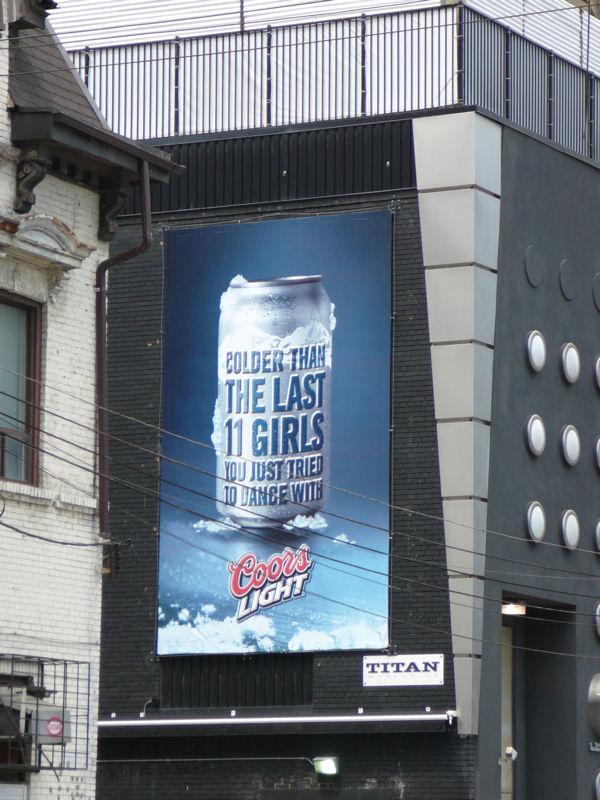 COLDER THAN
THE LAST
11 GIRLS
YOU JUST TRIED
TO DANCE WITH
Coors
LIGHT
TITAN